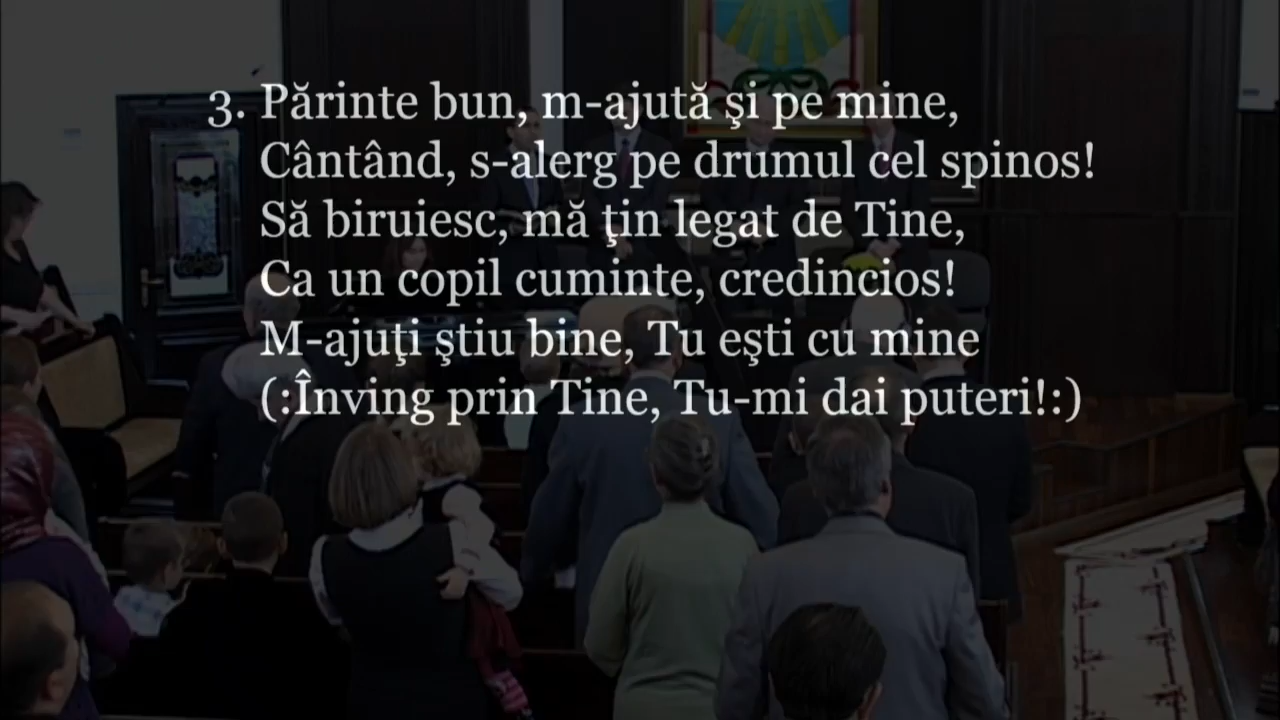 3. Părinte bun, m-ajută şi pe mine,
Cântând, s-alerg pe drumul cel spinos!
Să biruiesc, mă ţin legat de Tine,
Ca un copil cuminte, credincios!
M-ajuţi ştiu bine, Tu eşti cu mine
(:Înving prin Tine, Tu-mi dai puteri!:)